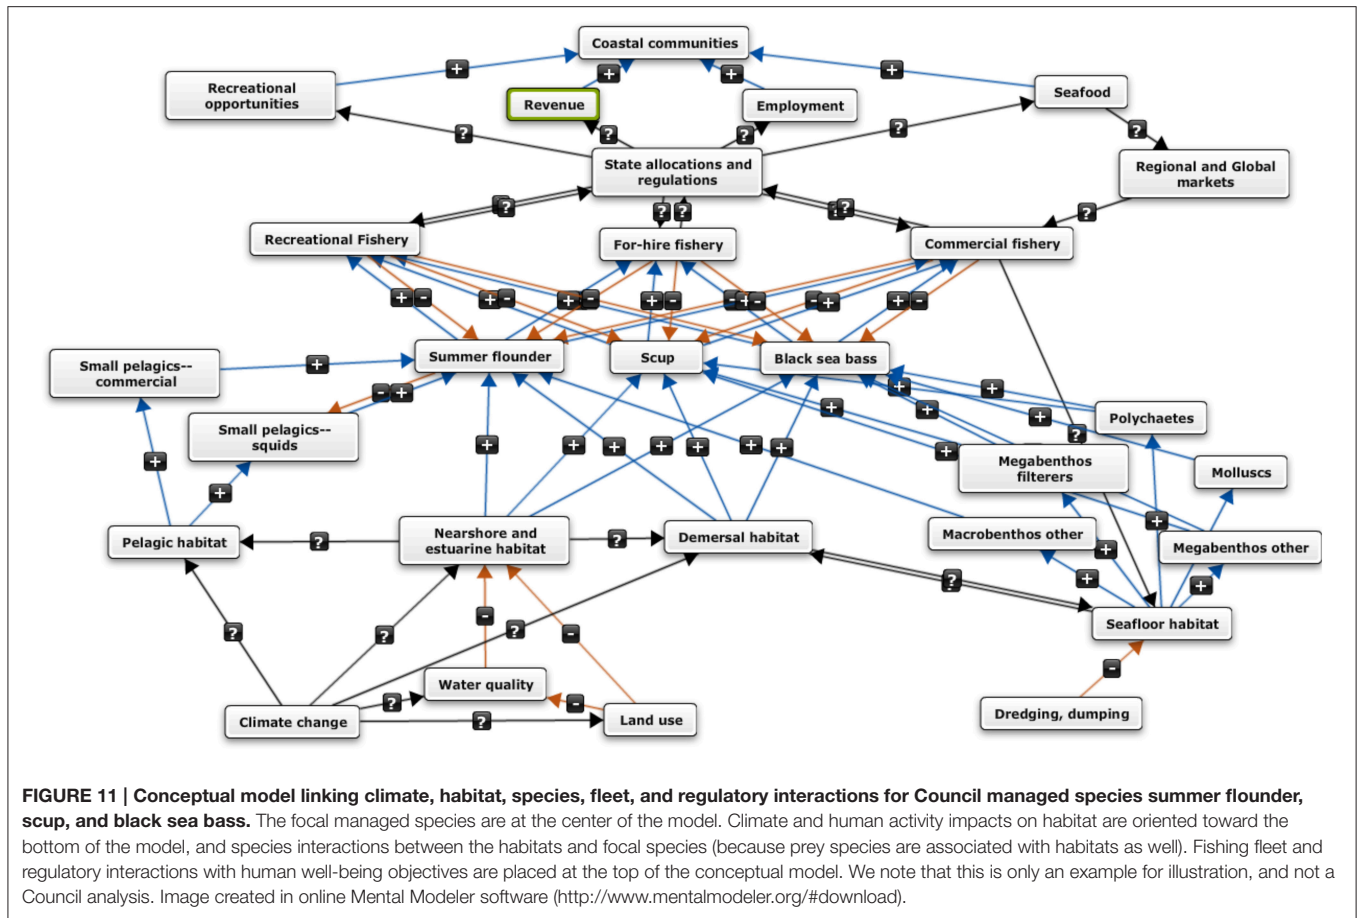 Coastal communities
+
+
+
+
Recreational
opportunities
Revenue
Employment
Seafood
?
?
?
?
?
State allocations and
regulations
Regional and Global
markets
?
?
?
?
?
?
Recreational Fishery
For-hire fishery
Commercial fishery
+
-
+
-
+
-
+
-
-
+
+
+
-
Summer flounder
Scup
Black sea bass
Small pelagics--
commercial
+
-
+
+
+
+
+
Small pelagics--
squids
Polychaetes
?
+
+
+
+
+
+
+
+
Megabenthos
filterers
Molluscs
+
+
Pelagic habitat
?
Nearshore and
estuarine habitat
?
Demersal habitat
Macrobenthos other
+
Megabenthos other
+
?
+
+
-
?
?
?
-
Seafloor habitat
Water quality
-
?
-
Climate change
?
Land use
Dredging, dumping
FIGURE 11 | Conceptual model linking climate, habitat, species, fleet, and regulatory interactions for Council managed species summer flounder,
scup, and black sea bass. The focal managed species are at the center of the model. Climate and human activity impacts on habitat are oriented toward the
bottom of the model, and species interactions between the habitats and focal species (because prey species are associated with habitats as well). Fishing fleet and
regulatory interactions with human well-being objectives are placed at the top of the conceptual model. We note that this is only an example for illustration, and not a
Council analysis. Image created in online Mental Modeler software (http://www.mentalmodeler.org/#download).